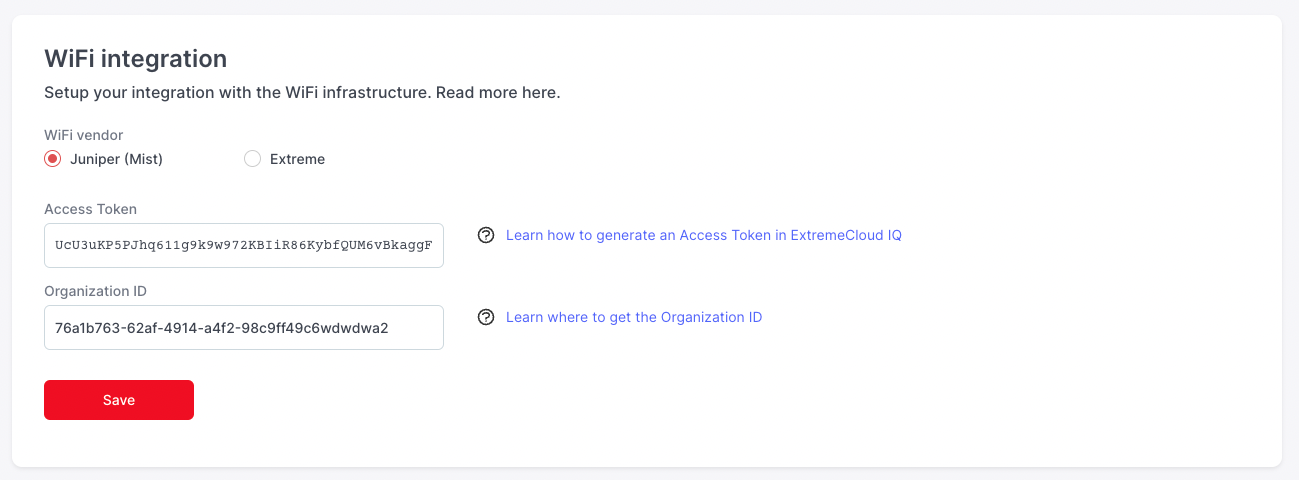 WiFi integration
Setup your integration with the WiFi infrastructure. Read more here.
WiFi vendor
Juniper (Mist)
Extreme
Access Token
UcU3uKP5PJhq611g9k9w972KBIiR86KybfQUM6vBkaggF
Learn how to generate an Access Token in ExtremeCloud IQ
Organization ID
76a1b763-62af-4914-a4f2-98c9ff49c6wdwdwa2
Learn where to get the Organization ID
Save